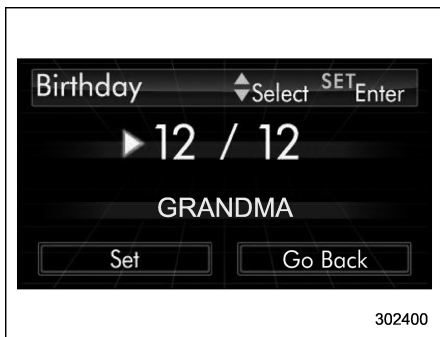 Birthday Select SET Enter
12 / 12
GRANDMA
Set Go Back
302400